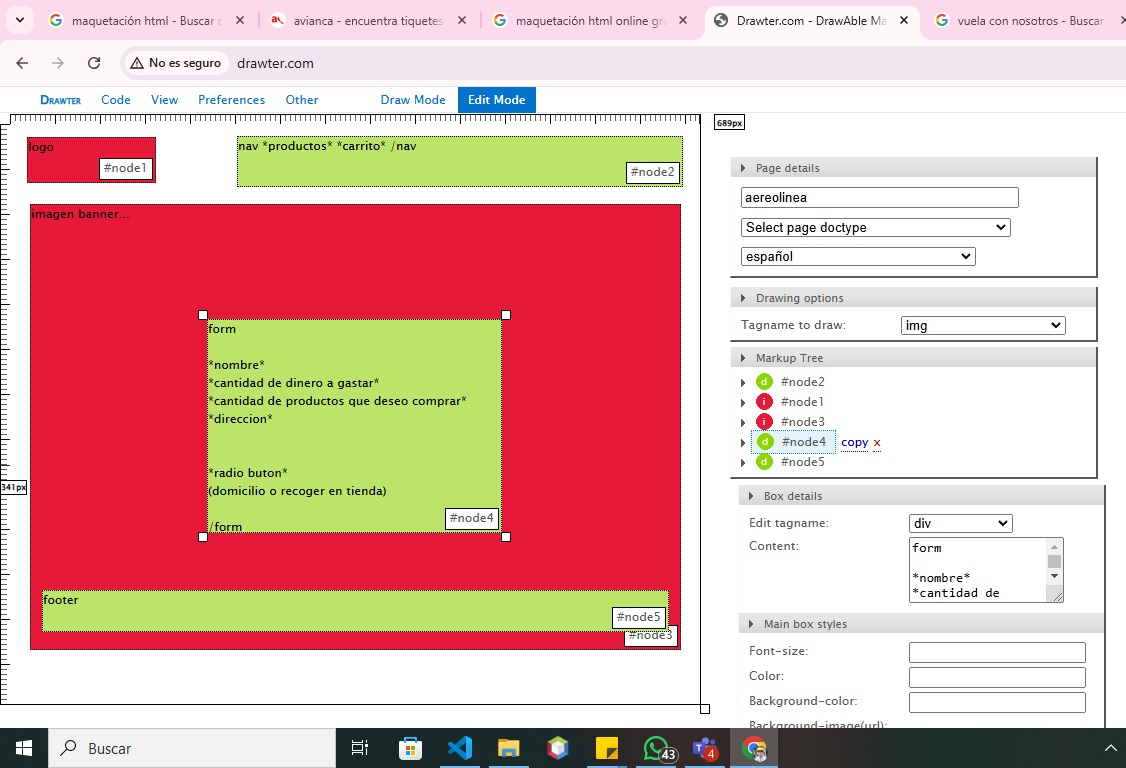 maquetación html - Buscar c
avianca - encuentra tiquetes
maquetación html online gra
Drawter.com - DrawAble Ma
vuela con nosotros - Buscar
No es seguro
drawter.com
DRAWTER
Code
View
Preferences
Other
Draw Mode
Edit Mode
689px
logo
#node1
nav *productos* *carrito* /nav
#node2
imagen banner...
form
*nombre*
*cantidad de dinero a gastar*
*cantidad de productos que deseo comprar*
*direccion*
*radio buton*
(domicilio o recoger en tienda)
/form
#node4
341px
footer
#node5
#node3
Page details
aereolinea
Select page doctype
español
Drawing options
Tagname to draw:
img
Markup Tree
d #node2
i #node1
i #node3
d #node4 copy x
d #node5
Box details
Edit tagname:
div
Content:
form
*nombre*
*cantidad de
Main box styles
Font-size:
Color:
Background-color:
Background-image(url):
Buscar
43
4